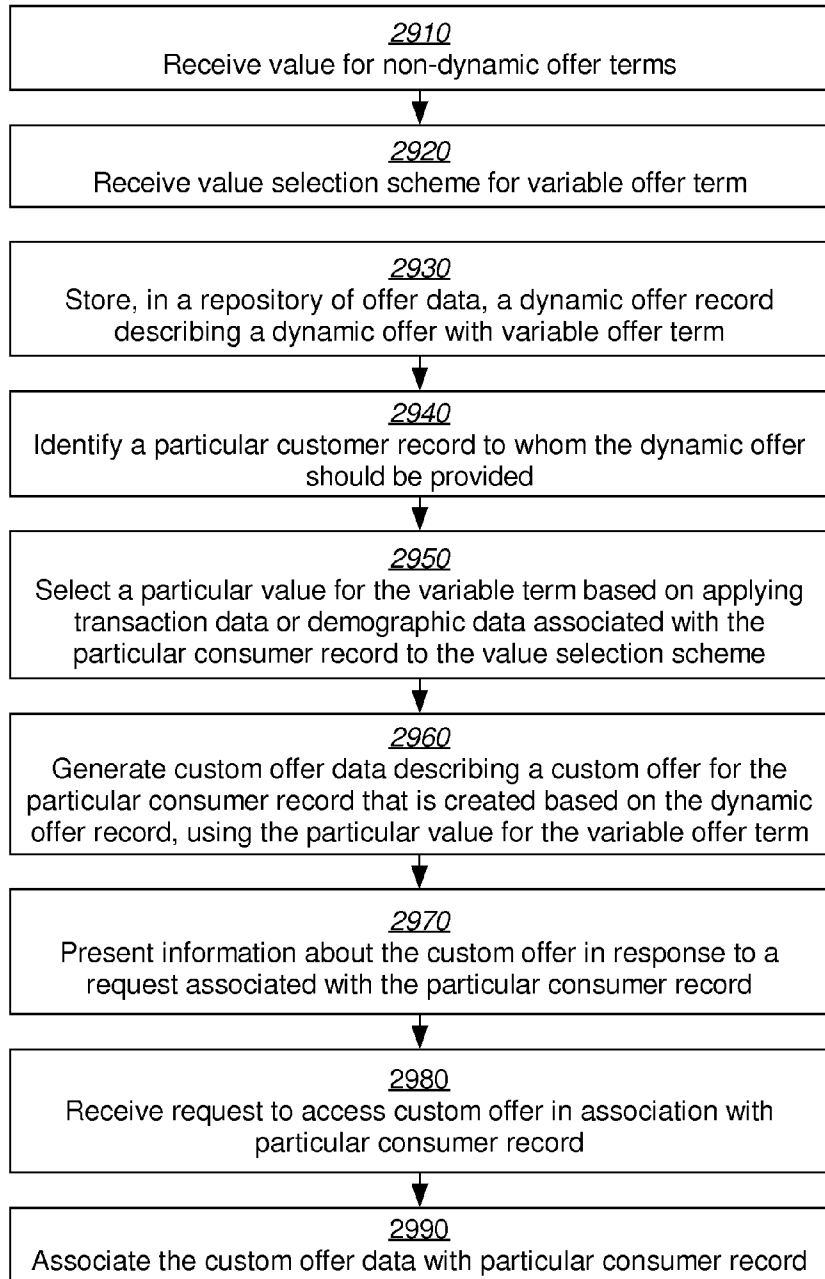 2910
Receive value for non-dynamic offer terms
2920
Receive value selection scheme for variable offer term
2930
Store, in a repository of offer data, a dynamic offer record
describing a dynamic offer with variable offer term
2940
Identify a particular customer record to whom the dynamic offer
should be provided
2950
Select a particular value for the variable term based on applying
transaction data or demographic data associated with the
particular consumer record to the value selection scheme
2960
Generate custom offer data describing a custom offer for the
particular consumer record that is created based on the dynamic
offer record, using the particular value for the variable offer term
2970
Present information about the custom offer in response to a
request associated with the particular consumer record
2980
Receive request to access custom offer in association with
particular consumer record
2990
Associate the custom offer data with particular consumer record